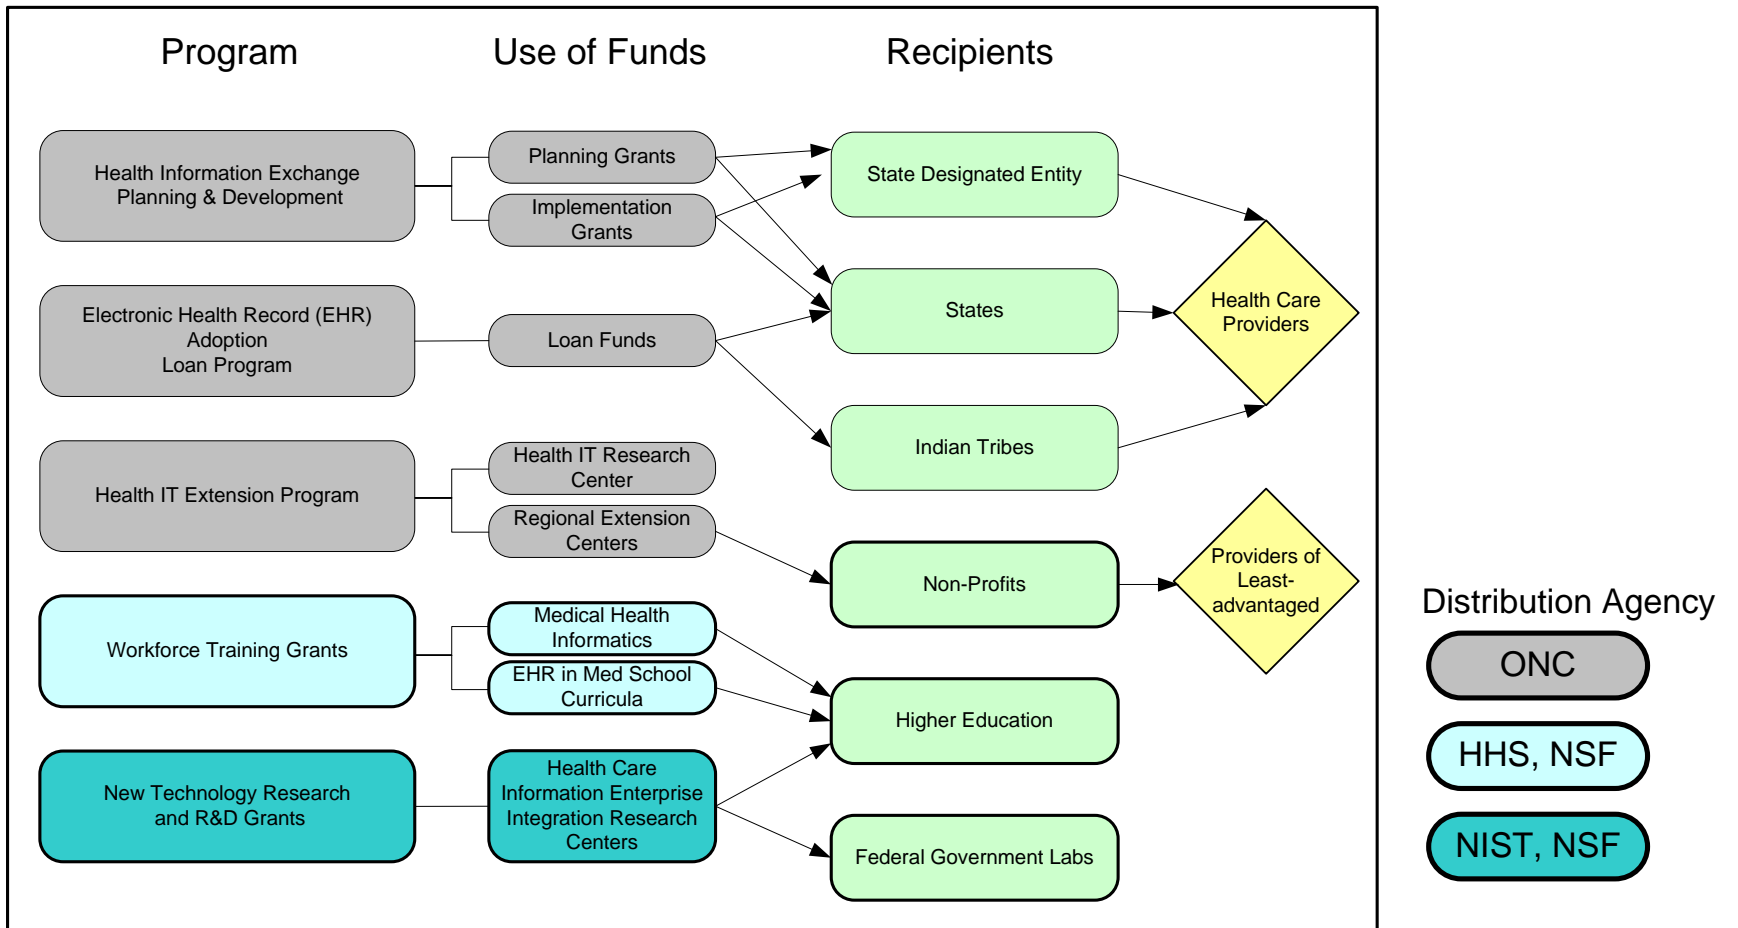 Program
Use of Funds
Recipients
Health Information Exchange
Planning & Development
Planning Grants
Implementation
Grants
State Designated Entity
Electronic Health Record (EHR)
Adoption
Loan Program
Loan Funds
States
Health Care
Providers
Indian Tribes
Health IT Extension Program
Health IT Research
Center
Regional Extension
Centers
Non-Profits
Providers of
Least-
advantaged
Workforce Training Grants
Medical Health
Informatics
EHR in Med School
Curricula
Higher Education
New Technology Research
and R&D Grants
Health Care
Information Enterprise
Integration Research
Centers
Federal Government Labs
Distribution Agency
ONC
HHS, NSF
NIST, NSF